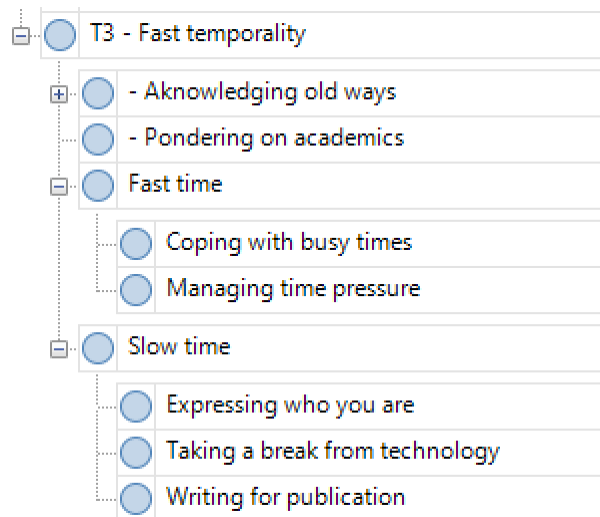 T3 - Fast temporality
- Aknowledging old ways
- Pondering on academics
Fast time
Coping with busy times
Managing time pressure
Slow time
Expressing who you are
Taking a break from technology
Writing for publication